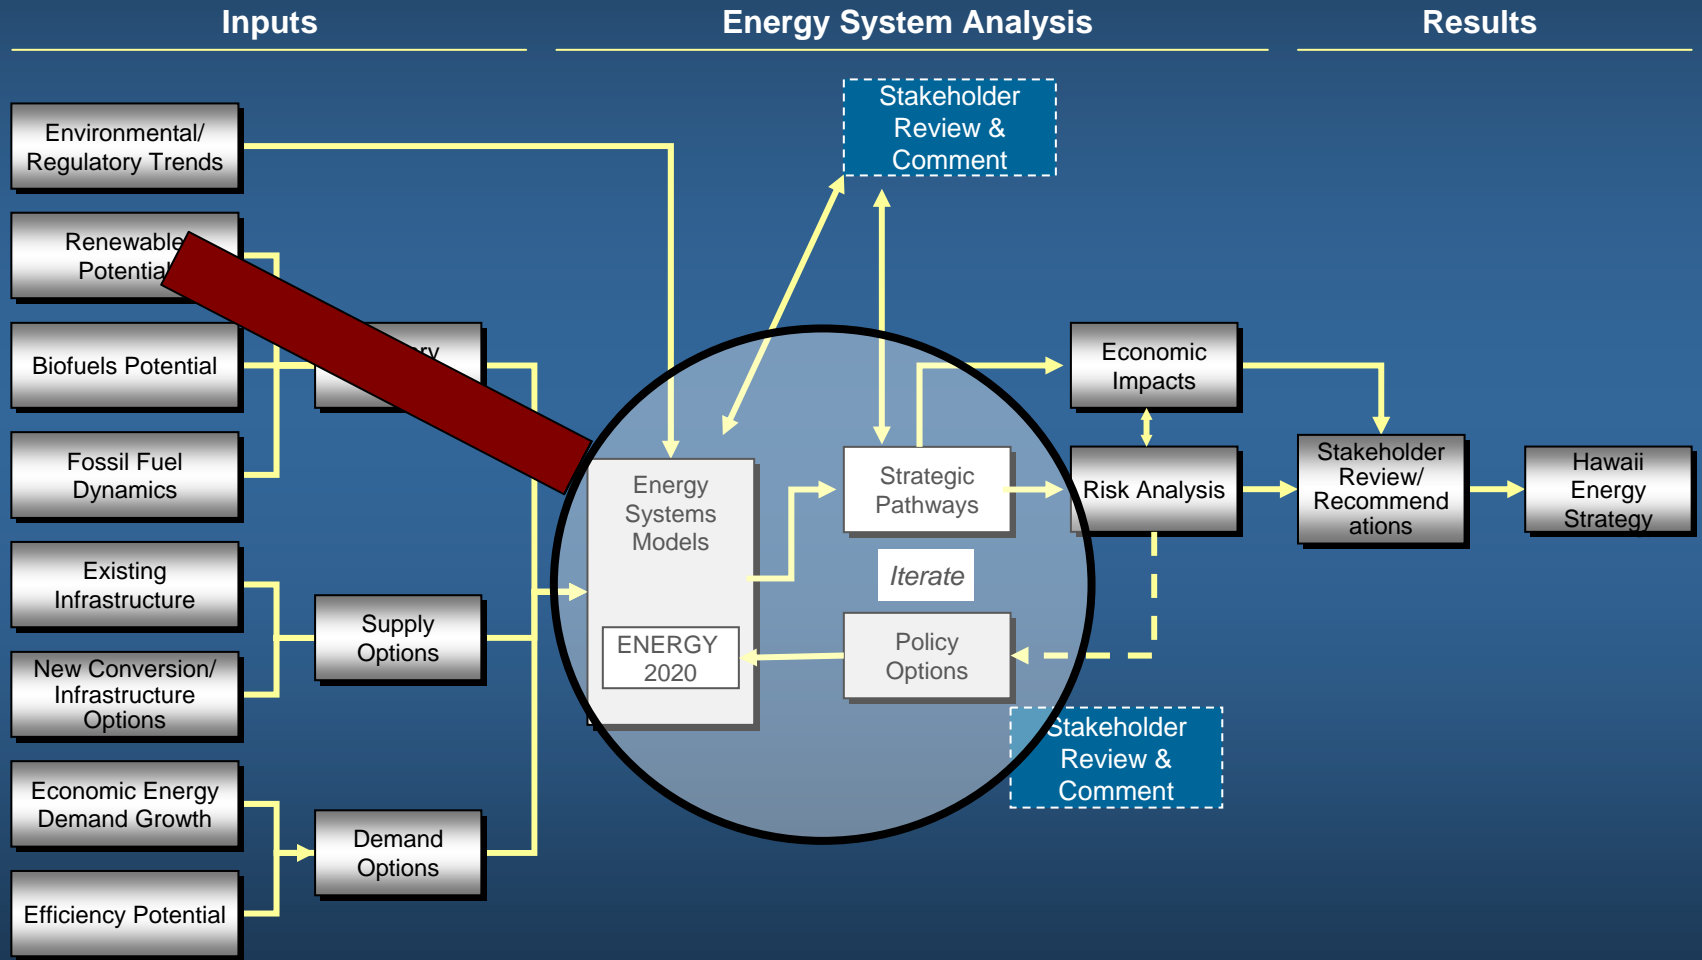 Inputs
Energy System Analysis
Results
Stakeholder
Review &
Comment
Environmental/
Regulatory Trends
Renewable
Potential
Biofuels Potential
Fossil Fuel
Dynamics
Existing
Infrastructure
New Conversion/
Infrastructure
Options
Economic Energy
Demand Growth
Efficiency Potential
Supply
Options
Demand
Options
Energy
Systems
Models
ENERGY
2020
Strategic
Pathways
Iterate
Policy
Options
Stakeholder
Review &
Comment
Economic
Impacts
Risk Analysis
Stakeholder
Review/
Recommend
ations
Hawaii
Energy
Strategy